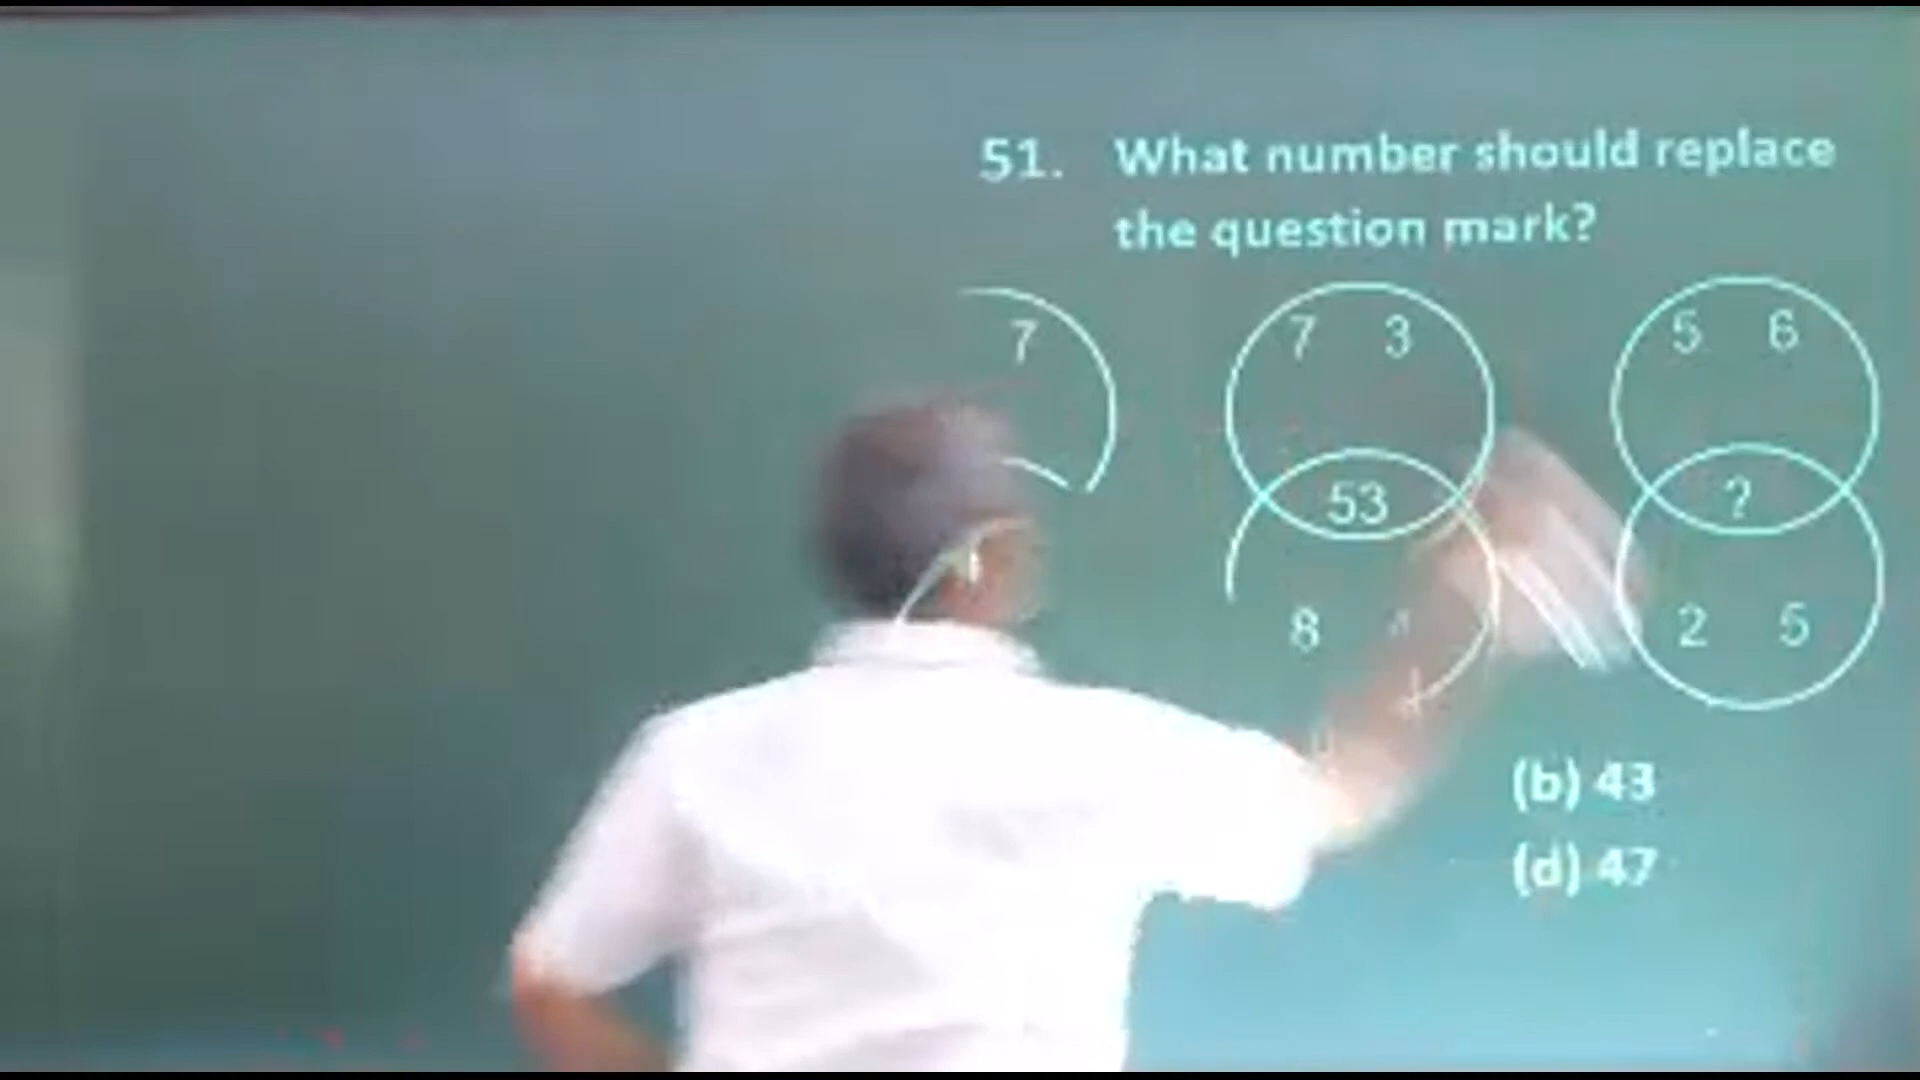 51. What number should replace
the question mark?
7
7 3
5 6
53
?
8
2 5
(b) 43
(d) 47